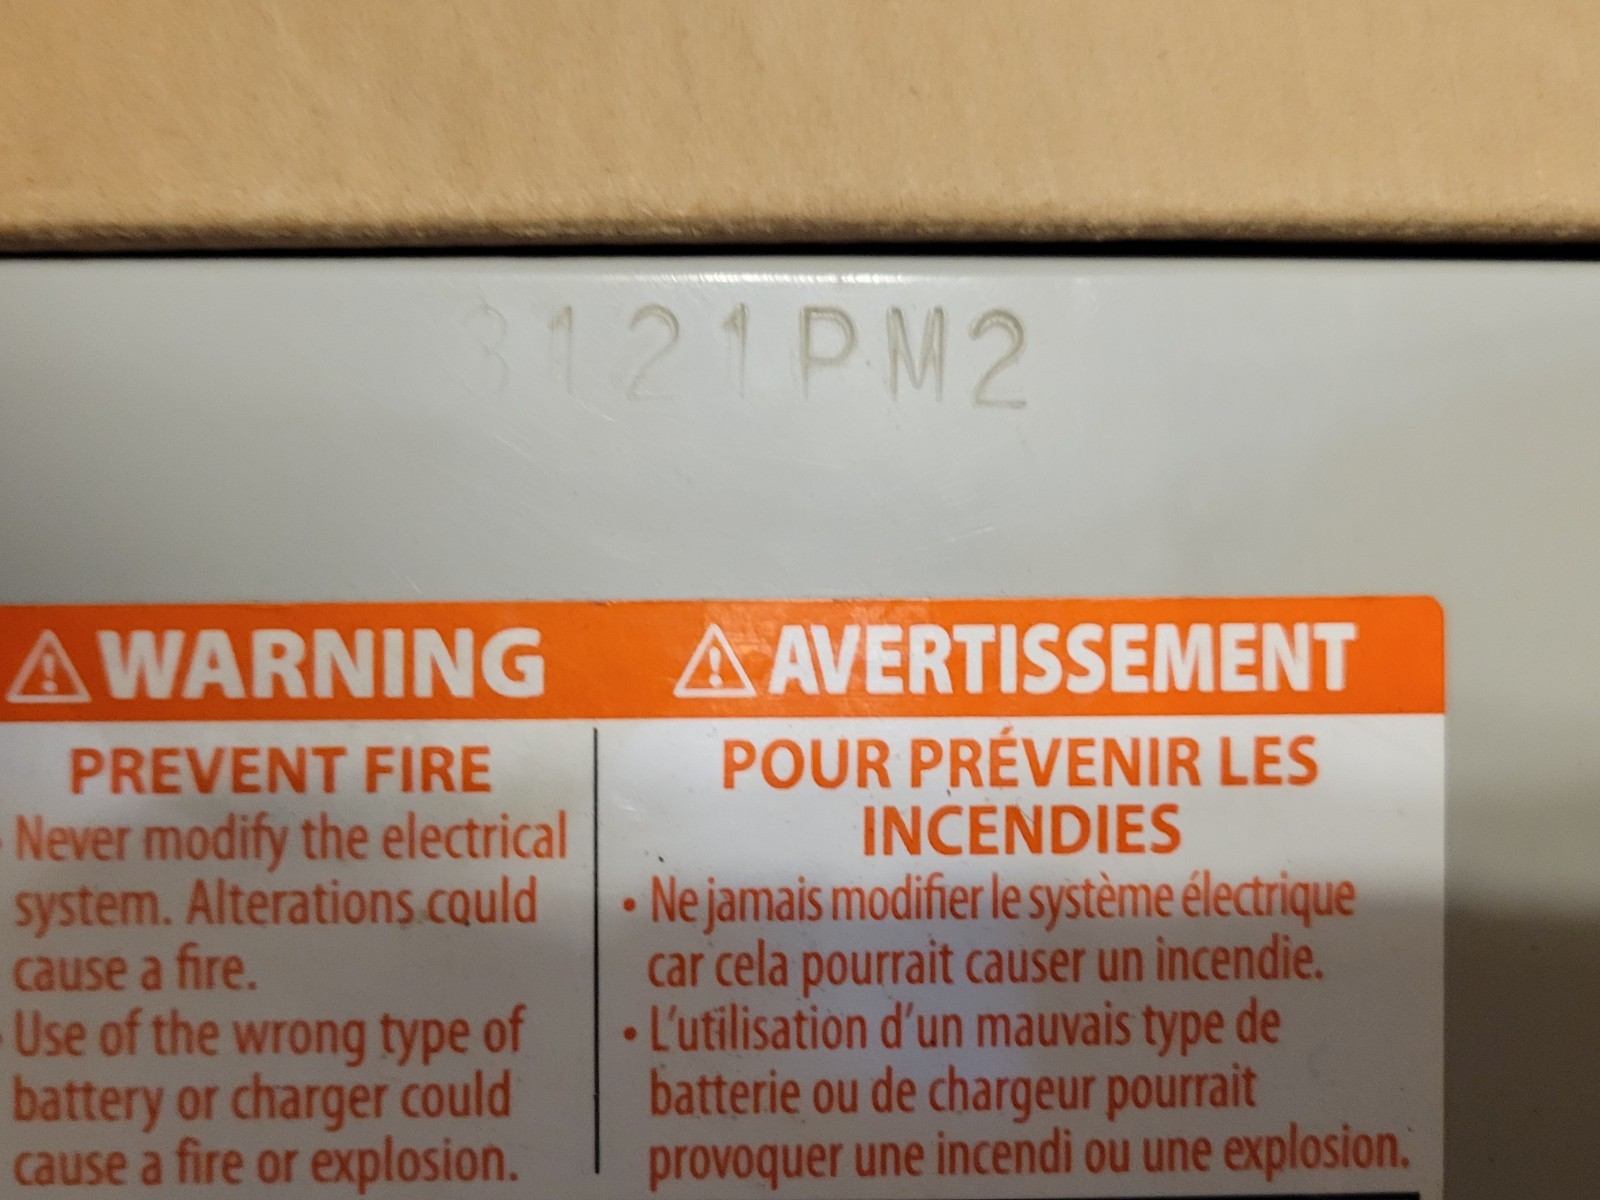 3121PM2
WARNING
PREVENT FIRE
• Never modify the electrical
system. Alterations could
cause a fire.
• Use of the wrong type of
battery or charger could
cause a fire or explosion.
AVERTISSEMENT
POUR PRÉVENIR LES
INCENDIES
• Ne jamais modifier le système électrique
car cela pourrait causer un incendie.
• L'utilisation d'un mauvais type de
batterie ou de chargeur pourrait
provoquer une incendi ou une explosion.